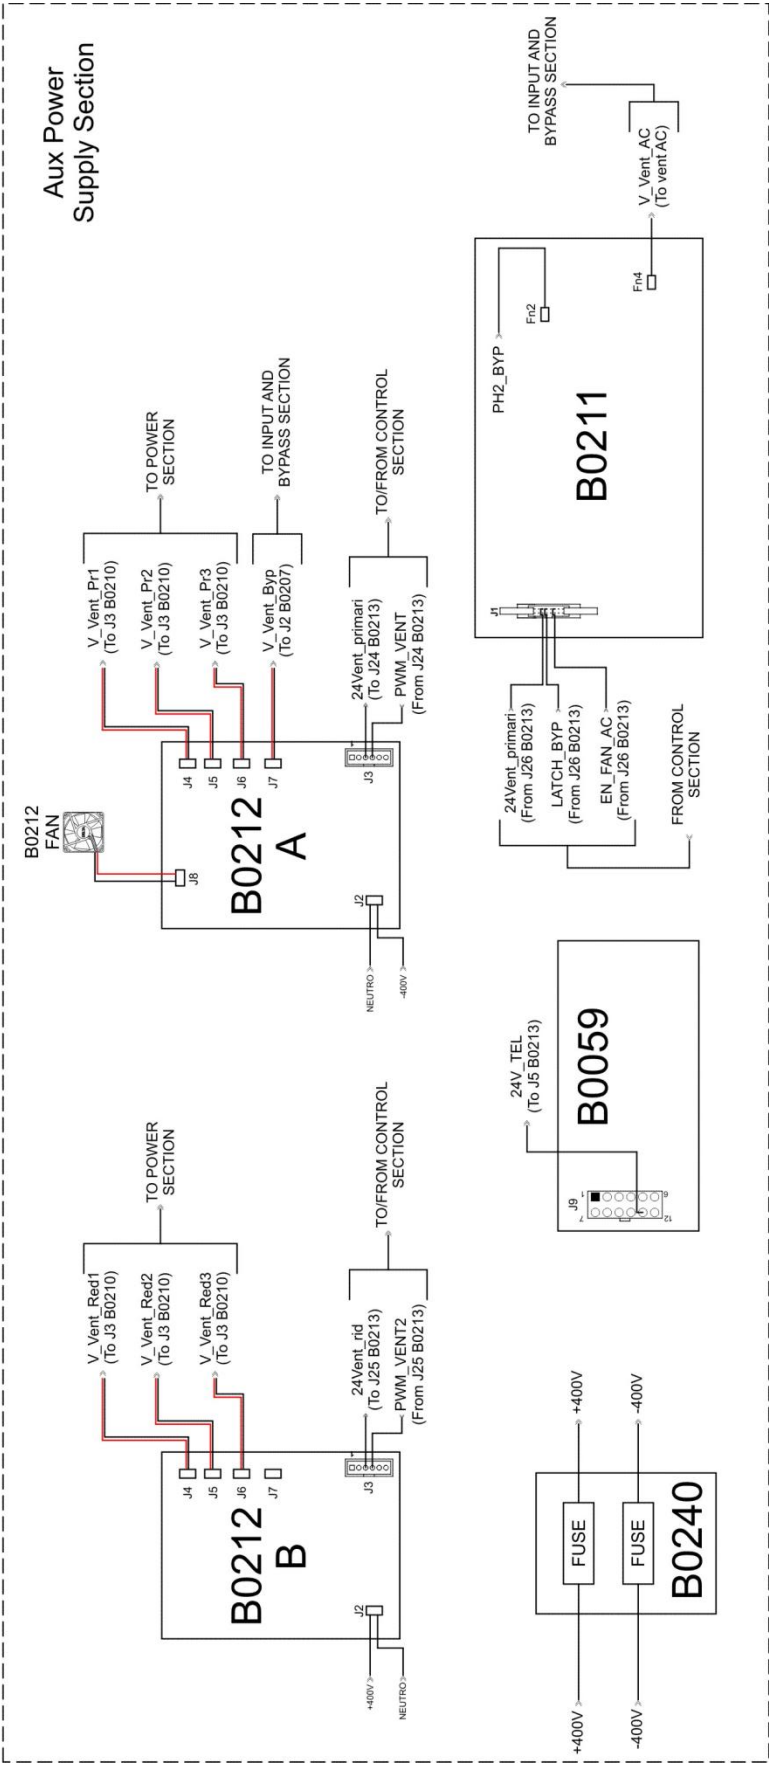 Aux Power
Supply Section
B0212
B
J4
J5
J6
J7
J3
J2
+400V
NEUTRO
V_Vent_Red1
(To J3 B0210)
V_Vent_Red2
(To J3 B0210)
V_Vent_Red3
(To J3 B0210)
TO POWER
SECTION
24Vent_rid
(To J25 B0213)
PWM_VENT2
(From J25 B0213)
TO/FROM CONTROL
SECTION
B0212
FAN
B0212
A
J8
J4
J5
J6
J7
J3
J2
NEUTRO
-400V
V_Vent_Pr1
(To J3 B0210)
V_Vent_Pr2
(To J3 B0210)
V_Vent_Pr3
(To J3 B0210)
V_Vent_Byp
(To J2 B0207)
TO POWER
SECTION
TO INPUT AND
BYPASS SECTION
24Vent_primari
(To J24 B0213)
PWM_VENT
(From J24 B0213)
TO/FROM CONTROL
SECTION
+400V
FUSE
+400V
-400V
FUSE
-400V
B0240
24V_TEL
(To J5 B0213)
J9
1
6
7
12
B0059
24Vent_primari
(From J26 B0213)
LATCH_BYP
(From J26 B0213)
EN_FAN_AC
(From J26 B0213)
FROM CONTROL
SECTION
J1
B0211
PH2_BYP
Fn2
Fn4
V_Vent_AC
(To vent AC)
TO INPUT AND
BYPASS SECTION